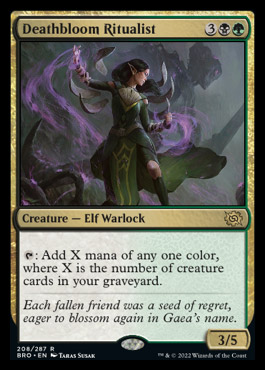 Deathbloom Ritualist 3
Creature — Elf Warlock
: Add X mana of any one color,
where X is the number of creature
cards in your graveyard.
Each fallen friend was a seed of regret,
eager to blossom again in Gaea's name.
3/5
208/287 R
BRO • EN TARAS SUSAK
™ & © 2022 Wizards of the Coast